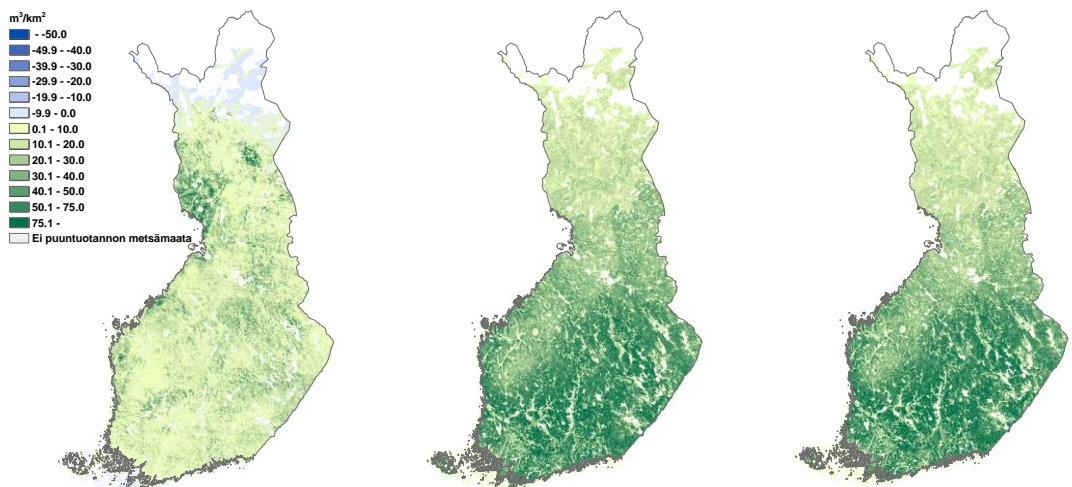 m³/km²
- -50.0
-49.9 - -40.0
-39.9 - -30.0
-29.9 - -20.0
-19.9 - -10.0
-9.9 - 0.0
0.1 - 10.0
10.1 - 20.0
20.1 - 30.0
30.1 - 40.0
40.1 - 50.0
50.1 - 75.0
75.1 -
Ei puuntuotannon metsämaata